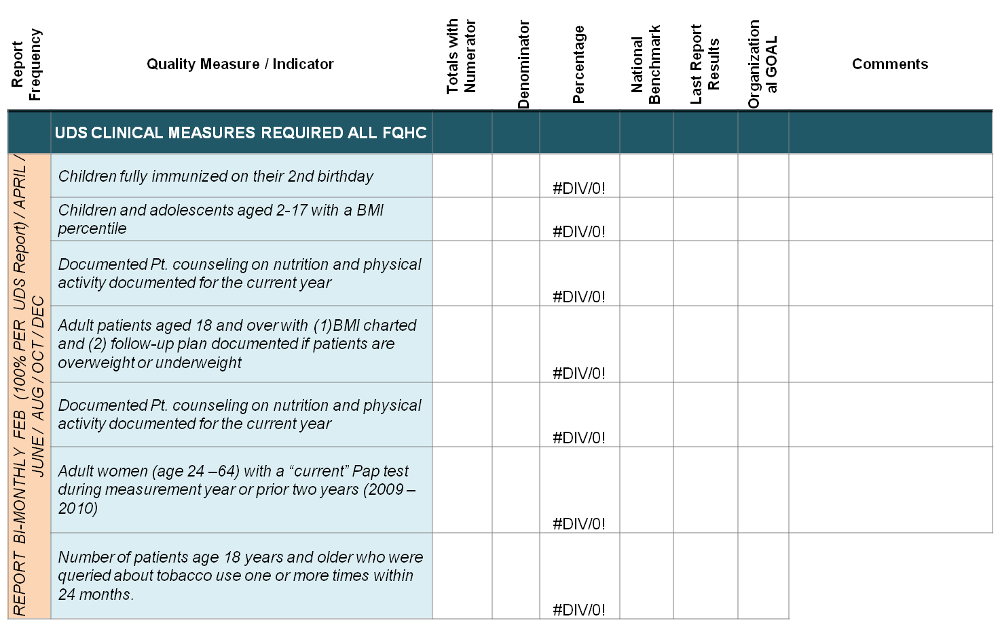 Report
Frequency
Quality Measure / Indicator
Totals with
Numerator
Denominator
Percentage
National
Benchmark
Last Report
Results
Organization
al GOAL
Comments
UDS CLINICAL MEASURES REQUIRED ALL FQHC
REPORT BI-MONTHLY FEB (100% PER UDS Report) / APRIL /
JUNE / AUG / OCT / DEC
Children fully immunized on their 2nd birthday
#DIV/0!
Children and adolescents aged 2-17 with a BMI
percentile
#DIV/0!
Documented Pt. counseling on nutrition and physical
activity documented for the current year
#DIV/0!
Adult patients aged 18 and over with (1)BMI charted
and (2) follow-up plan documented if patients are
overweight or underweight
#DIV/0!
Documented Pt. counseling on nutrition and physical
activity documented for the current year
#DIV/0!
Adult women (age 24 –64) with a “current” Pap test
during measurement year or prior two years (2009 –
2010)
#DIV/0!
Number of patients age 18 years and older who were
queried about tobacco use one or more times within
24 months.
#DIV/0!